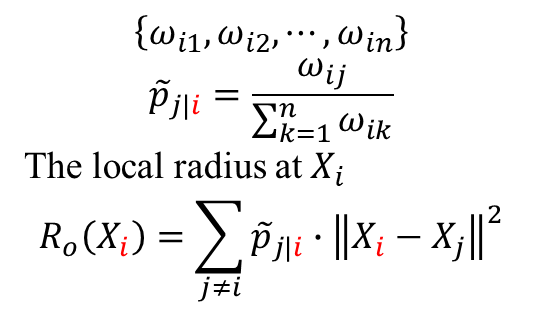 {ω_{i1}, ω_{i2}, ⋯, ω_{in}}
p̃_{j|i} = ω_{ij} / ∑_{k=1}^{n} ω_{ik}
The local radius at X_i
R_o(X_i) = ∑_{j≠i} p̃_{j|i} · ‖X_i − X_j‖²